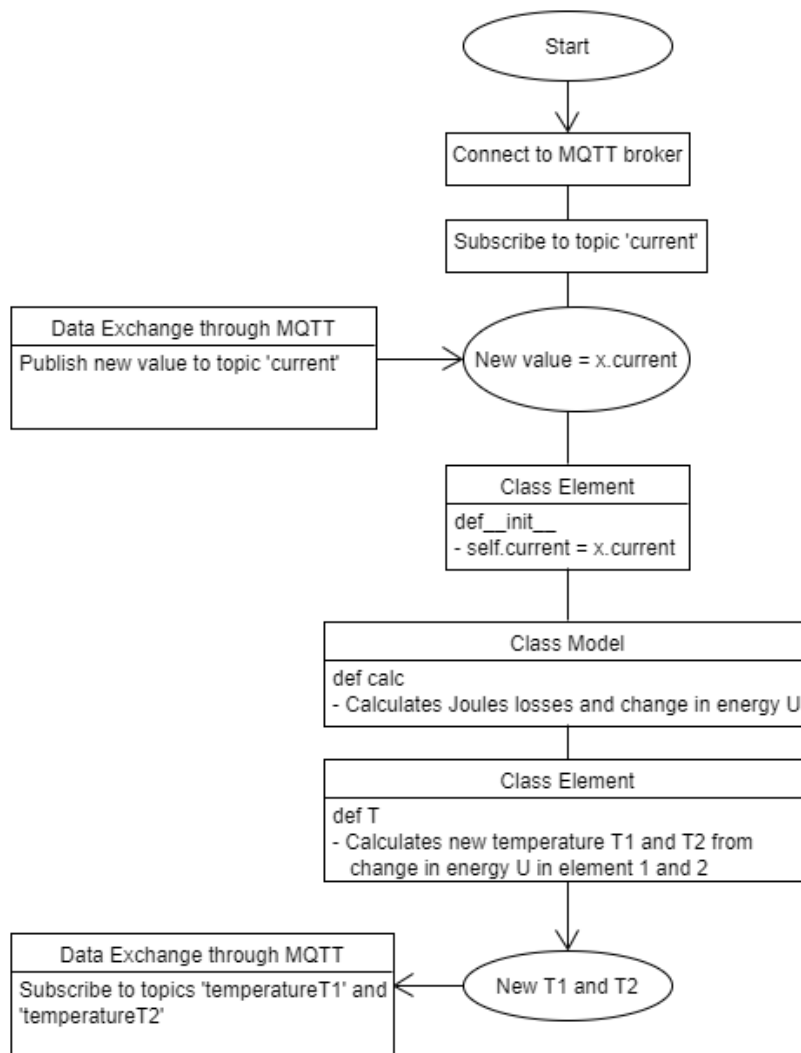 Start
Connect to MQTT broker
Subscribe to topic 'current'
Data Exchange through MQTT
Publish new value to topic 'current'
New value = x.current
Class Element
def__init__
- self.current = x.current
Class Model
def calc
- Calculates Joules losses and change in energy U
Class Element
def T
- Calculates new temperature T1 and T2 from
change in energy U in element 1 and 2
Data Exchange through MQTT
Subscribe to topics 'temperatureT1' and
'temperatureT2'
New T1 and T2